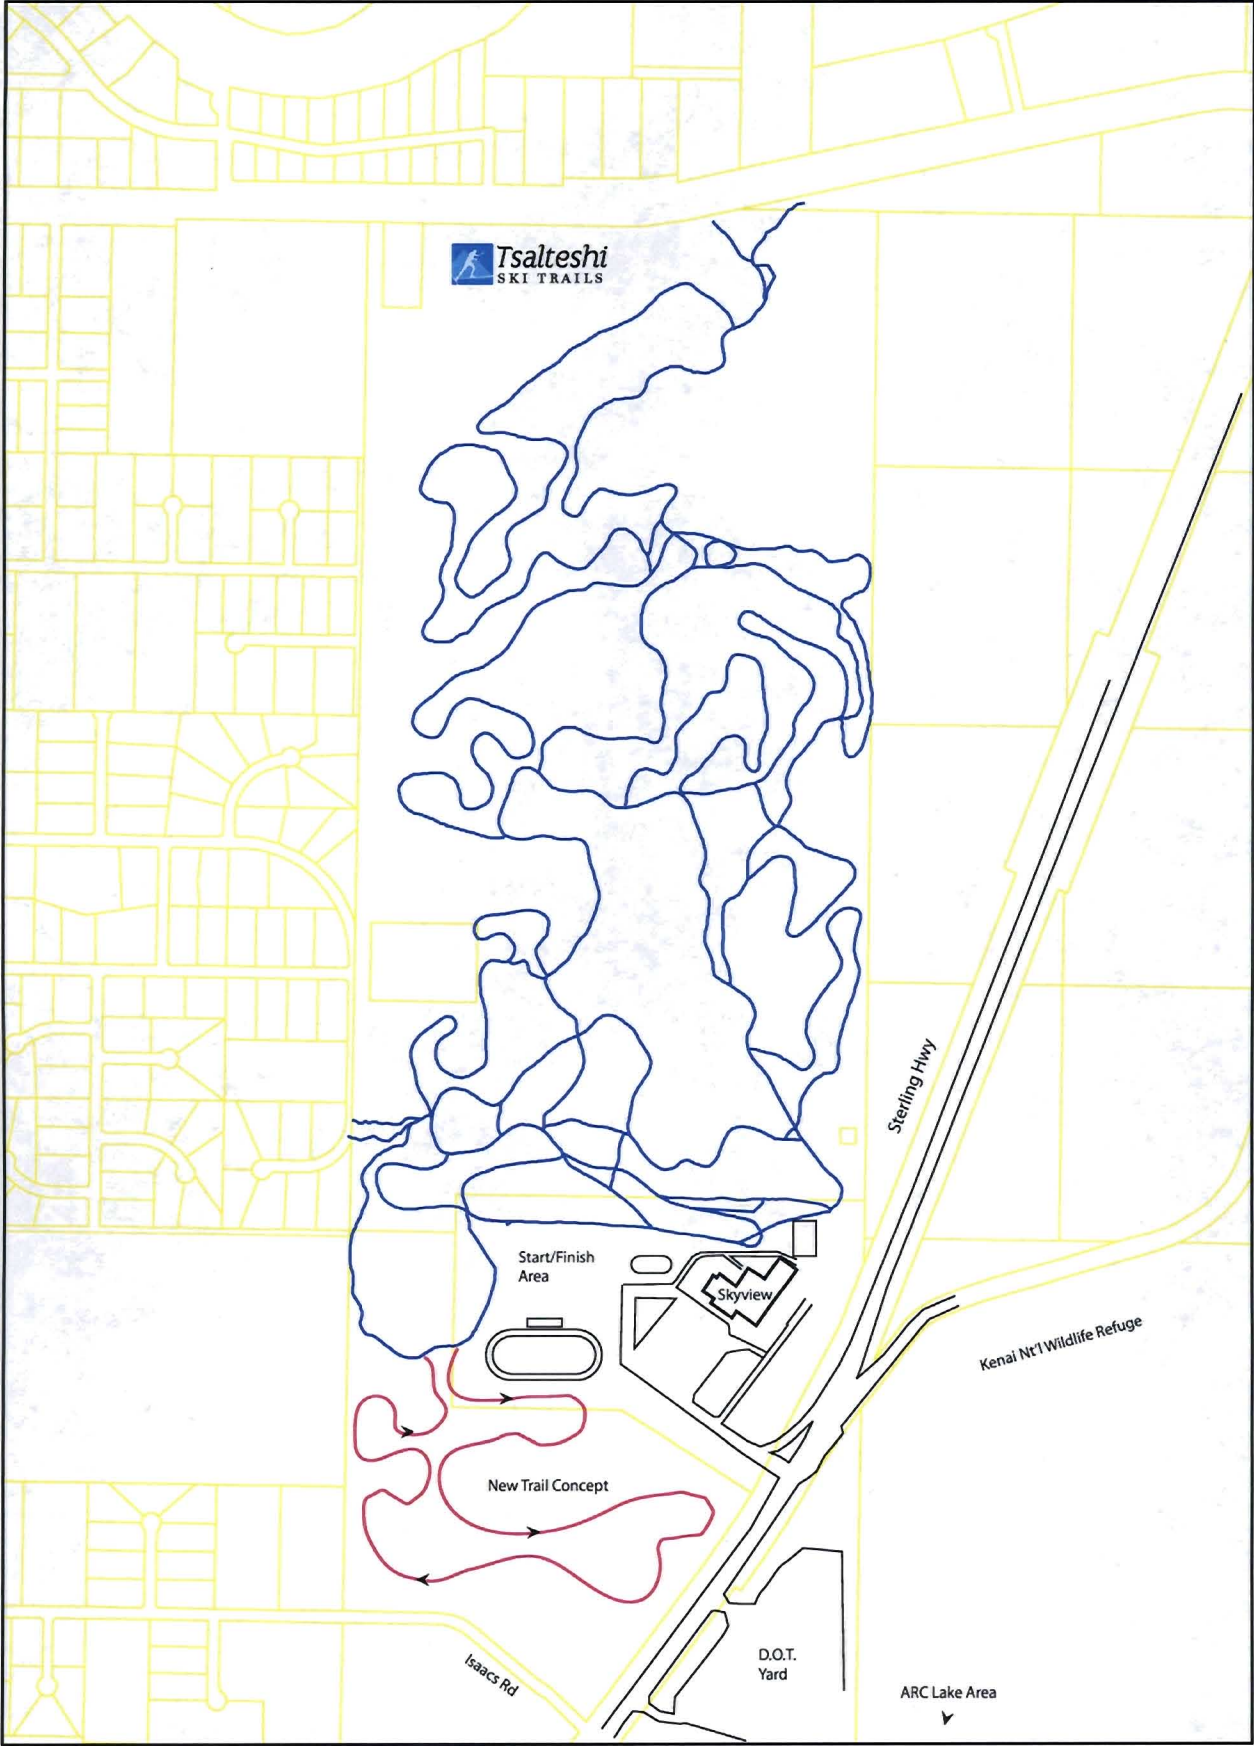 Tsalteshi
SKI TRAILS
Sterling Hwy
Start/Finish
Area
Skyview
Kenai Nt'l Wildlife Refuge
New Trail Concept
D.O.T.
Yard
Isaacs Rd
ARC Lake Area